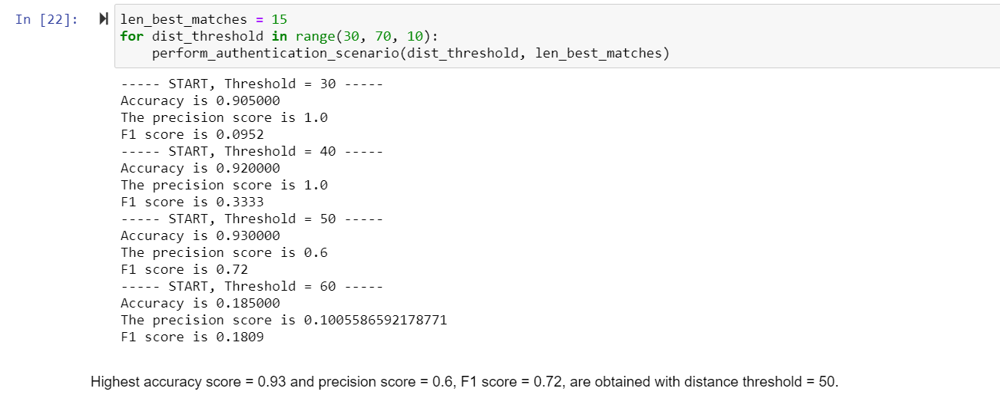 In [22]: len_best_matches = 15
for dist_threshold in range(30, 70, 10):
    perform_authentication_scenario(dist_threshold, len_best_matches)
----- START, Threshold = 30 -----
Accuracy is 0.905000
The precision score is 1.0
F1 score is 0.0952
----- START, Threshold = 40 -----
Accuracy is 0.920000
The precision score is 1.0
F1 score is 0.3333
----- START, Threshold = 50 -----
Accuracy is 0.930000
The precision score is 0.6
F1 score is 0.72
----- START, Threshold = 60 -----
Accuracy is 0.185000
The precision score is 0.1005586592178771
F1 score is 0.1809
Highest accuracy score = 0.93 and precision score = 0.6, F1 score = 0.72, are obtained with distance threshold = 50.